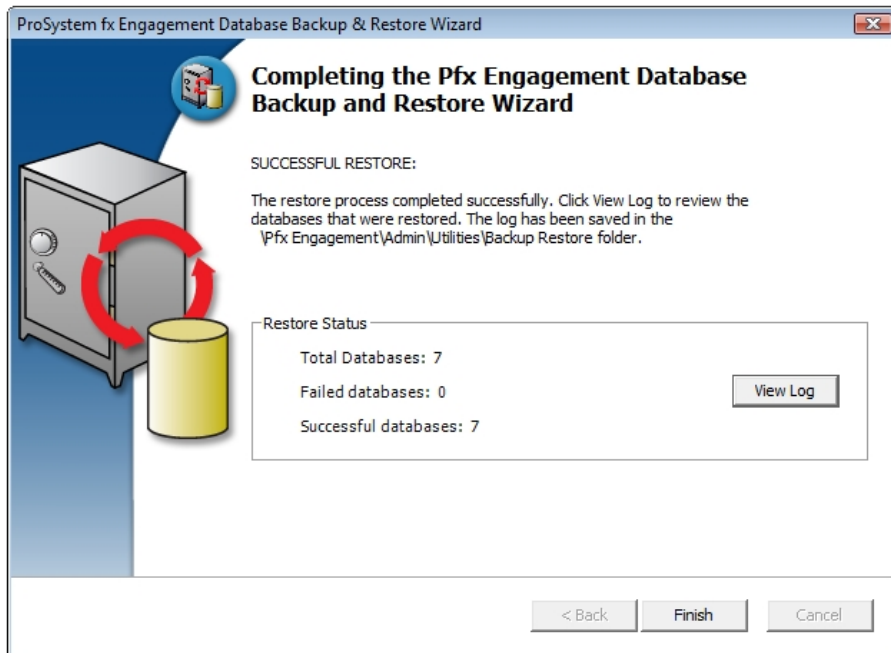 ProSystem fx Engagement Database Backup & Restore Wizard
Completing the Pfx Engagement Database
Backup and Restore Wizard
SUCCESSFUL RESTORE:
The restore process completed successfully. Click View Log to review the
databases that were restored. The log has been saved in the
\Pfx Engagement\Admin\Utilities\Backup Restore folder.
Restore Status
Total Databases: 7
Failed databases: 0
View Log
Successful databases: 7
< Back
Finish
Cancel